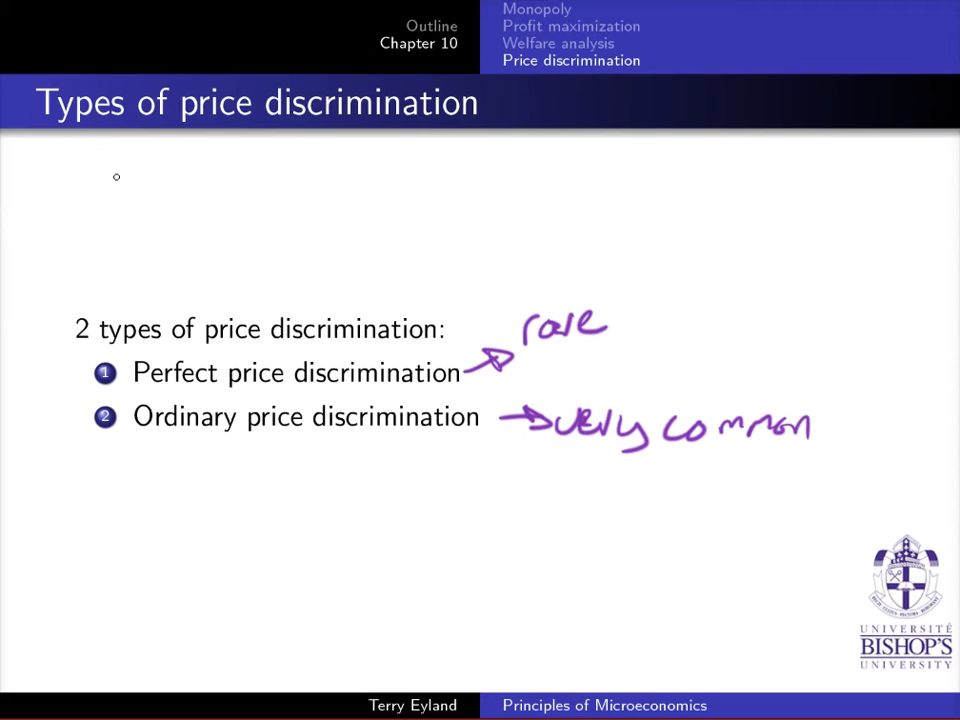 Outline
Chapter 10
Monopoly
Profit maximization
Welfare analysis
Price discrimination
Types of price discrimination
2 types of price discrimination:
rare
1 Perfect price discrimination
2 Ordinary price discrimination
very common
UNIVERSITÉ
BISHOP'S
UNIVERSITY
Terry Eyland
Principles of Microeconomics